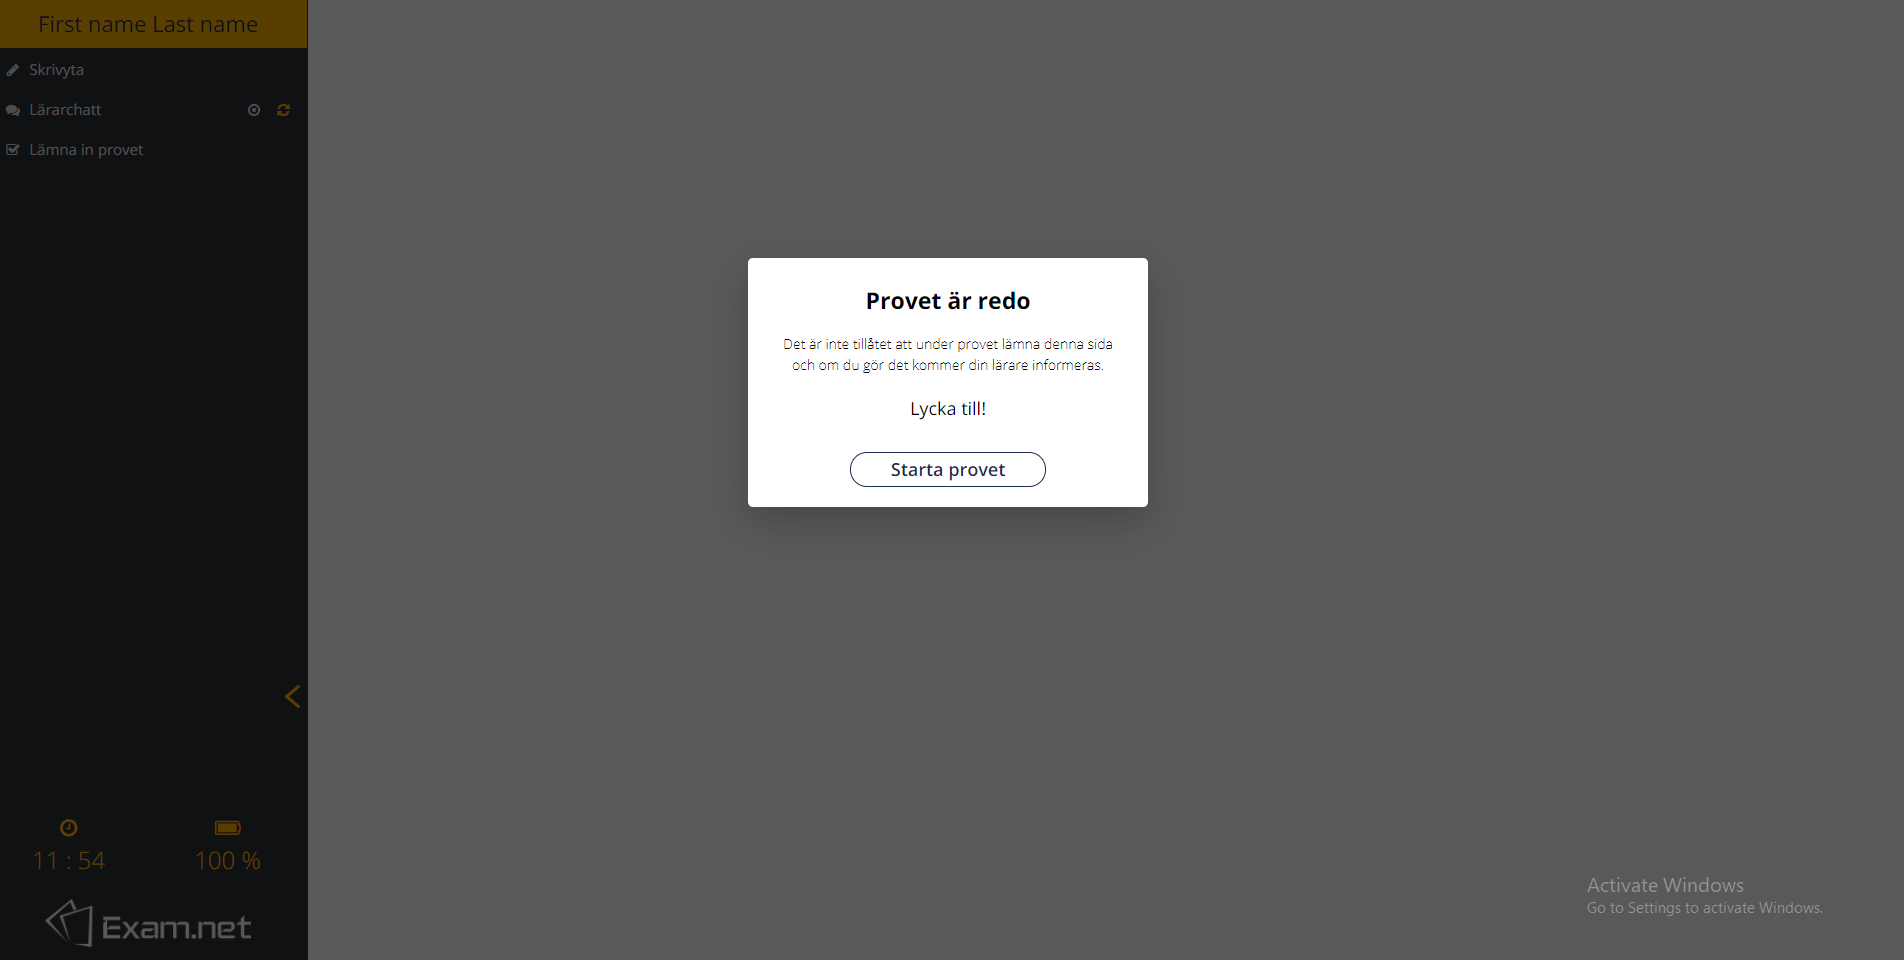 First name Last name
Skrivyta
Lärarchatt
Lämna in provet
Provet är redo
Det är inte tillåtet att under provet lämna denna sida
och om du gör det kommer din lärare informeras.
Lycka till!
Starta provet
11 : 54
100 %
Exam.net
Activate Windows
Go to Settings to activate Windows.